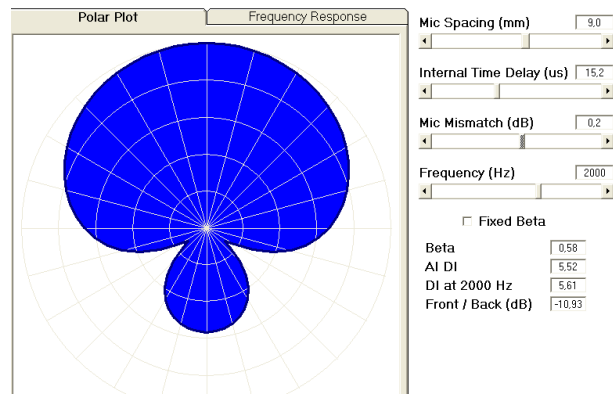 Polar Plot
Frequency Response
Mic Spacing (mm) 9,0
Internal Time Delay (us) 15,2
Mic Mismatch (dB) 0,2
Frequency (Hz) 2000
Fixed Beta
Beta 0,58
AI DI 5,52
DI at 2000 Hz 5,61
Front / Back (dB) -10,93